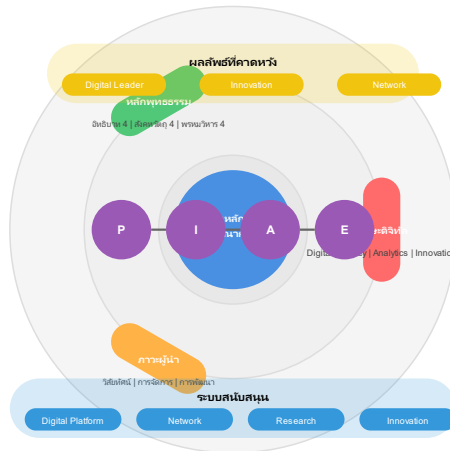 ผลลัพธ์ที่คาดหวัง
Digital Leader
Innovation
Network
หลักพุทธธรรม
อิทธิบาท 4 | สังคหวัตถุ 4 | พรหมวิหาร 4
P
I
A
E
Digital | Analytics | Innovation
ภาวะผู้นำ
วิสัยทัศน์ | การจัดการ | การพัฒนา
ระบบสนับสนุน
Digital Platform
Network
Research
Innovation